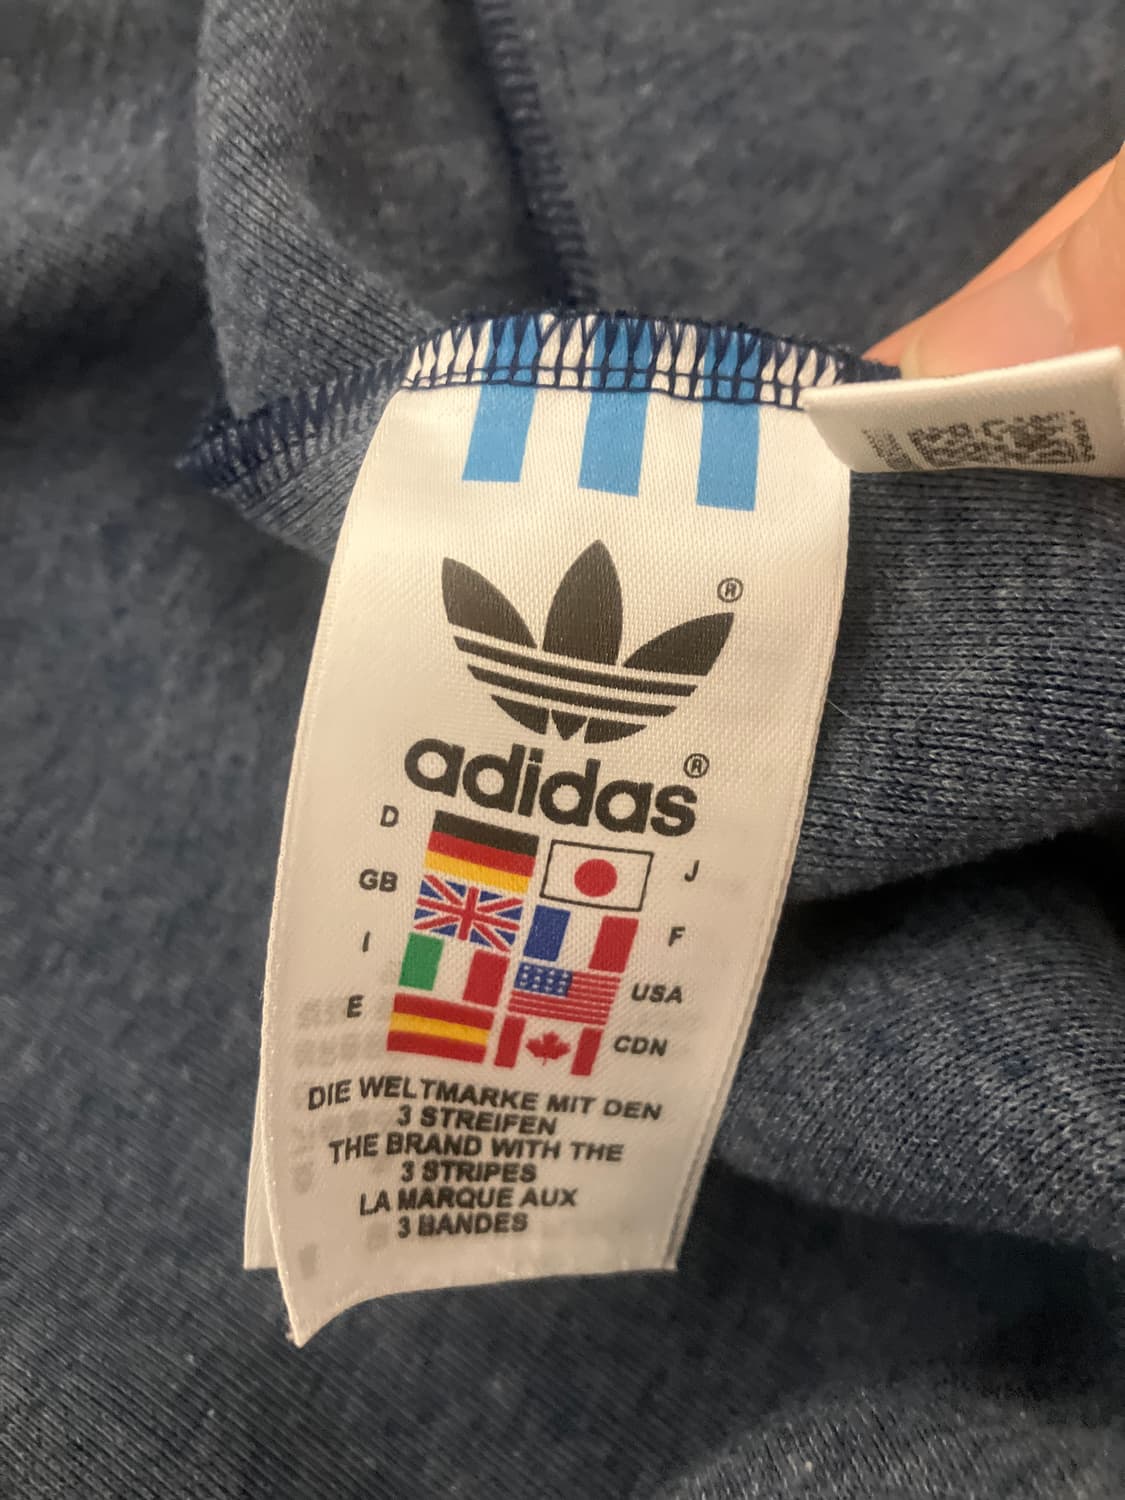 ®
adidas®
D
J
GB
F
I
USA
E
CDN
DIE WELTMARKE MIT DEN
3 STREIFEN
THE BRAND WITH THE
3 STRIPES
LA MARQUE AUX
3 BANDES